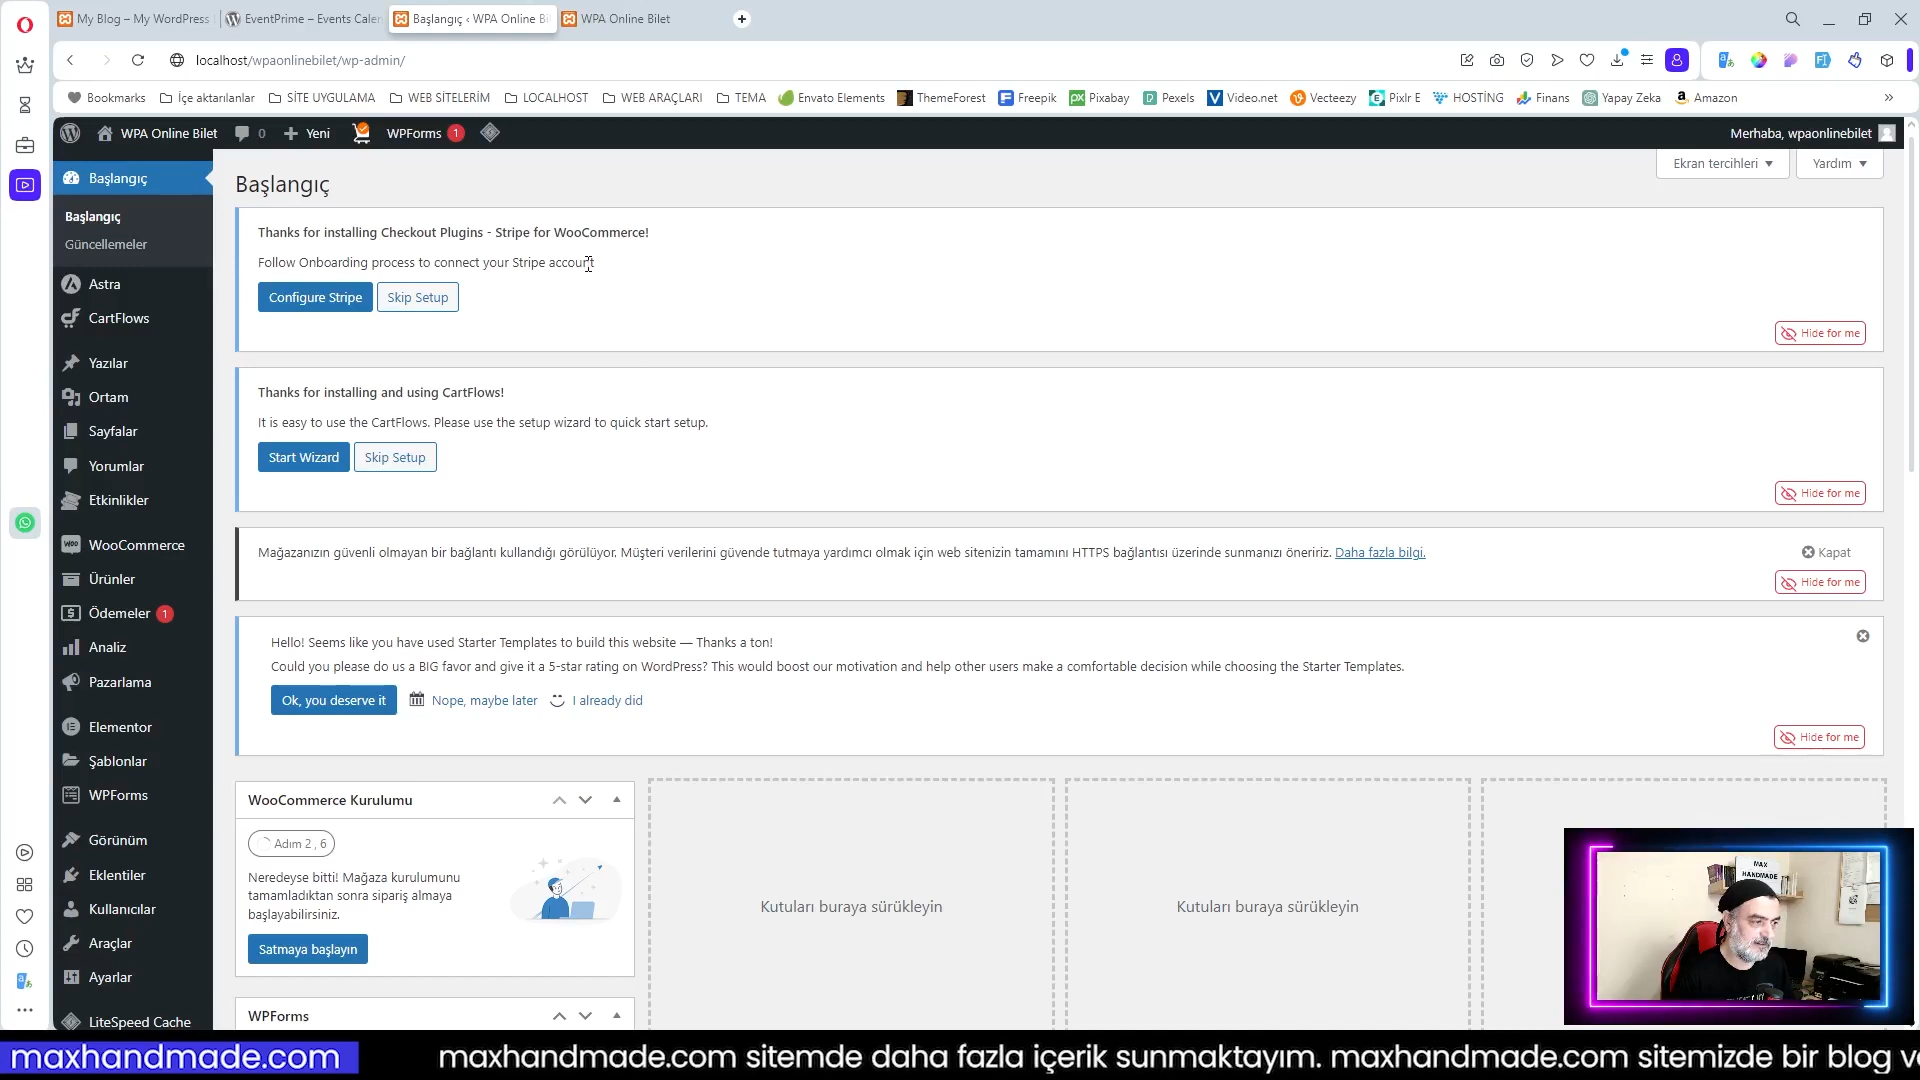 My Blog – My WordPress
EventPrime – Events Calen
Başlangıç ‹ WPA Online Bi
WPA Online Bilet
localhost/wpaonlinebilet/wp-admin/
Bookmarks
İçe aktarılanlar
SİTE UYGULAMA
WEB SİTELERİM
LOCALHOST
WEB ARAÇLARI
TEMA
Envato Elements
ThemeForest
Freepik
Pixabay
Pexels
Video.net
Vecteezy
Pixlr E
HOSTİNG
Finans
Yapay Zeka
Amazon
WPA Online Bilet
0
Yeni
WPForms 1
Merhaba, wpaonlinebilet
Ekran tercihleri
Yardım
Başlangıç
Başlangıç
Güncellemeler
Astra
CartFlows
Yazılar
Ortam
Sayfalar
Yorumlar
Etkinlikler
WooCommerce
Ürünler
Ödemeler 1
Analiz
Pazarlama
Elementor
Şablonlar
WPForms
Görünüm
Eklentiler
Kullanıcılar
Araçlar
Ayarlar
LiteSpeed Cache
Başlangıç
Thanks for installing Checkout Plugins - Stripe for WooCommerce!
Follow Onboarding process to connect your Stripe account
Configure Stripe
Skip Setup
Hide for me
Thanks for installing and using CartFlows!
It is easy to use the CartFlows. Please use the setup wizard to quick start setup.
Start Wizard
Skip Setup
Hide for me
Mağazanızın güvenli olmayan bir bağlantı kullandığı görülüyor. Müşteri verilerini güvende tutmaya yardımcı olmak için web sitenizin tamamını HTTPS bağlantısı üzerinde sunmanızı öneririz. Daha fazla bilgi.
Kapat
Hide for me
Hello! Seems like you have used Starter Templates to build this website — Thanks a ton!
Could you please do us a BIG favor and give it a 5-star rating on WordPress? This would boost our motivation and help other users make a comfortable decision while choosing the Starter Templates.
Ok, you deserve it
Nope, maybe later
I already did
Hide for me
WooCommerce Kurulumu
Adım 2 , 6
Neredeyse bitti! Mağaza kurulumunu
tamamladıktan sonra sipariş almaya
başlayabilirsiniz.
Satmaya başlayın
WPForms
Kutuları buraya sürükleyin
Kutuları buraya sürükleyin
MAX
HANDMADE
maxhandmade.com
maxhandmade.com sitemde daha fazla içerik sunmaktayım. maxhandmade.com sitemizde bir blog v